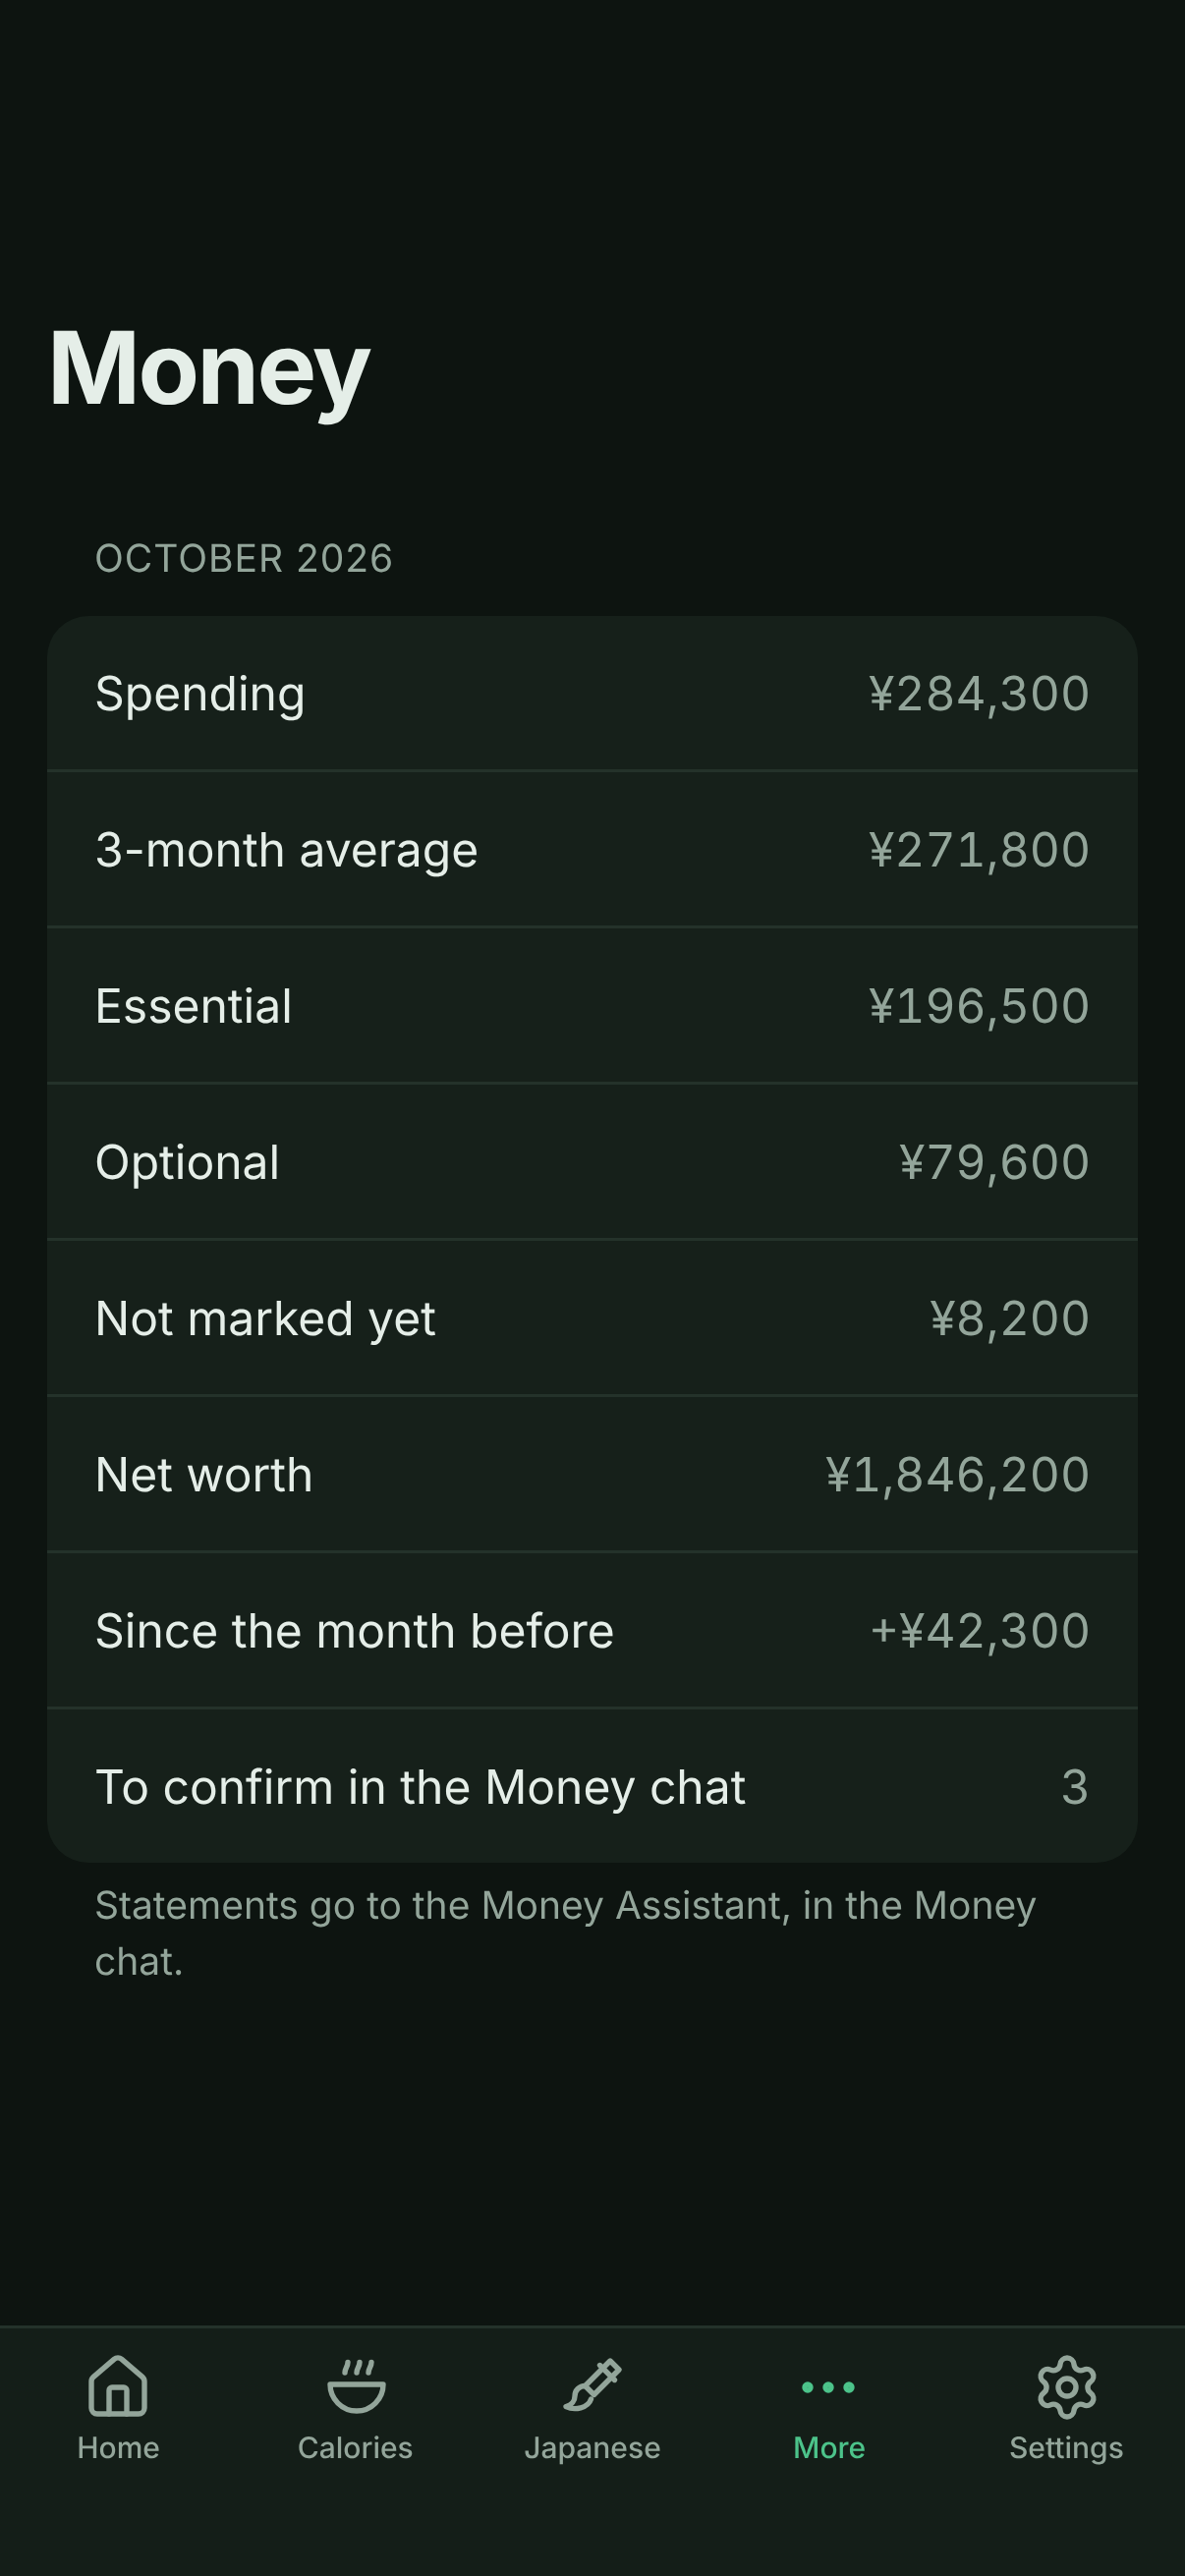 Money
OCTOBER 2026
Spending ¥284,300
3-month average ¥271,800
Essential ¥196,500
Optional ¥79,600
Not marked yet ¥8,200
Net worth ¥1,846,200
Since the month before +¥42,300
To confirm in the Money chat 3
Statements go to the Money Assistant, in the Money
chat.
Home Calories Japanese More Settings